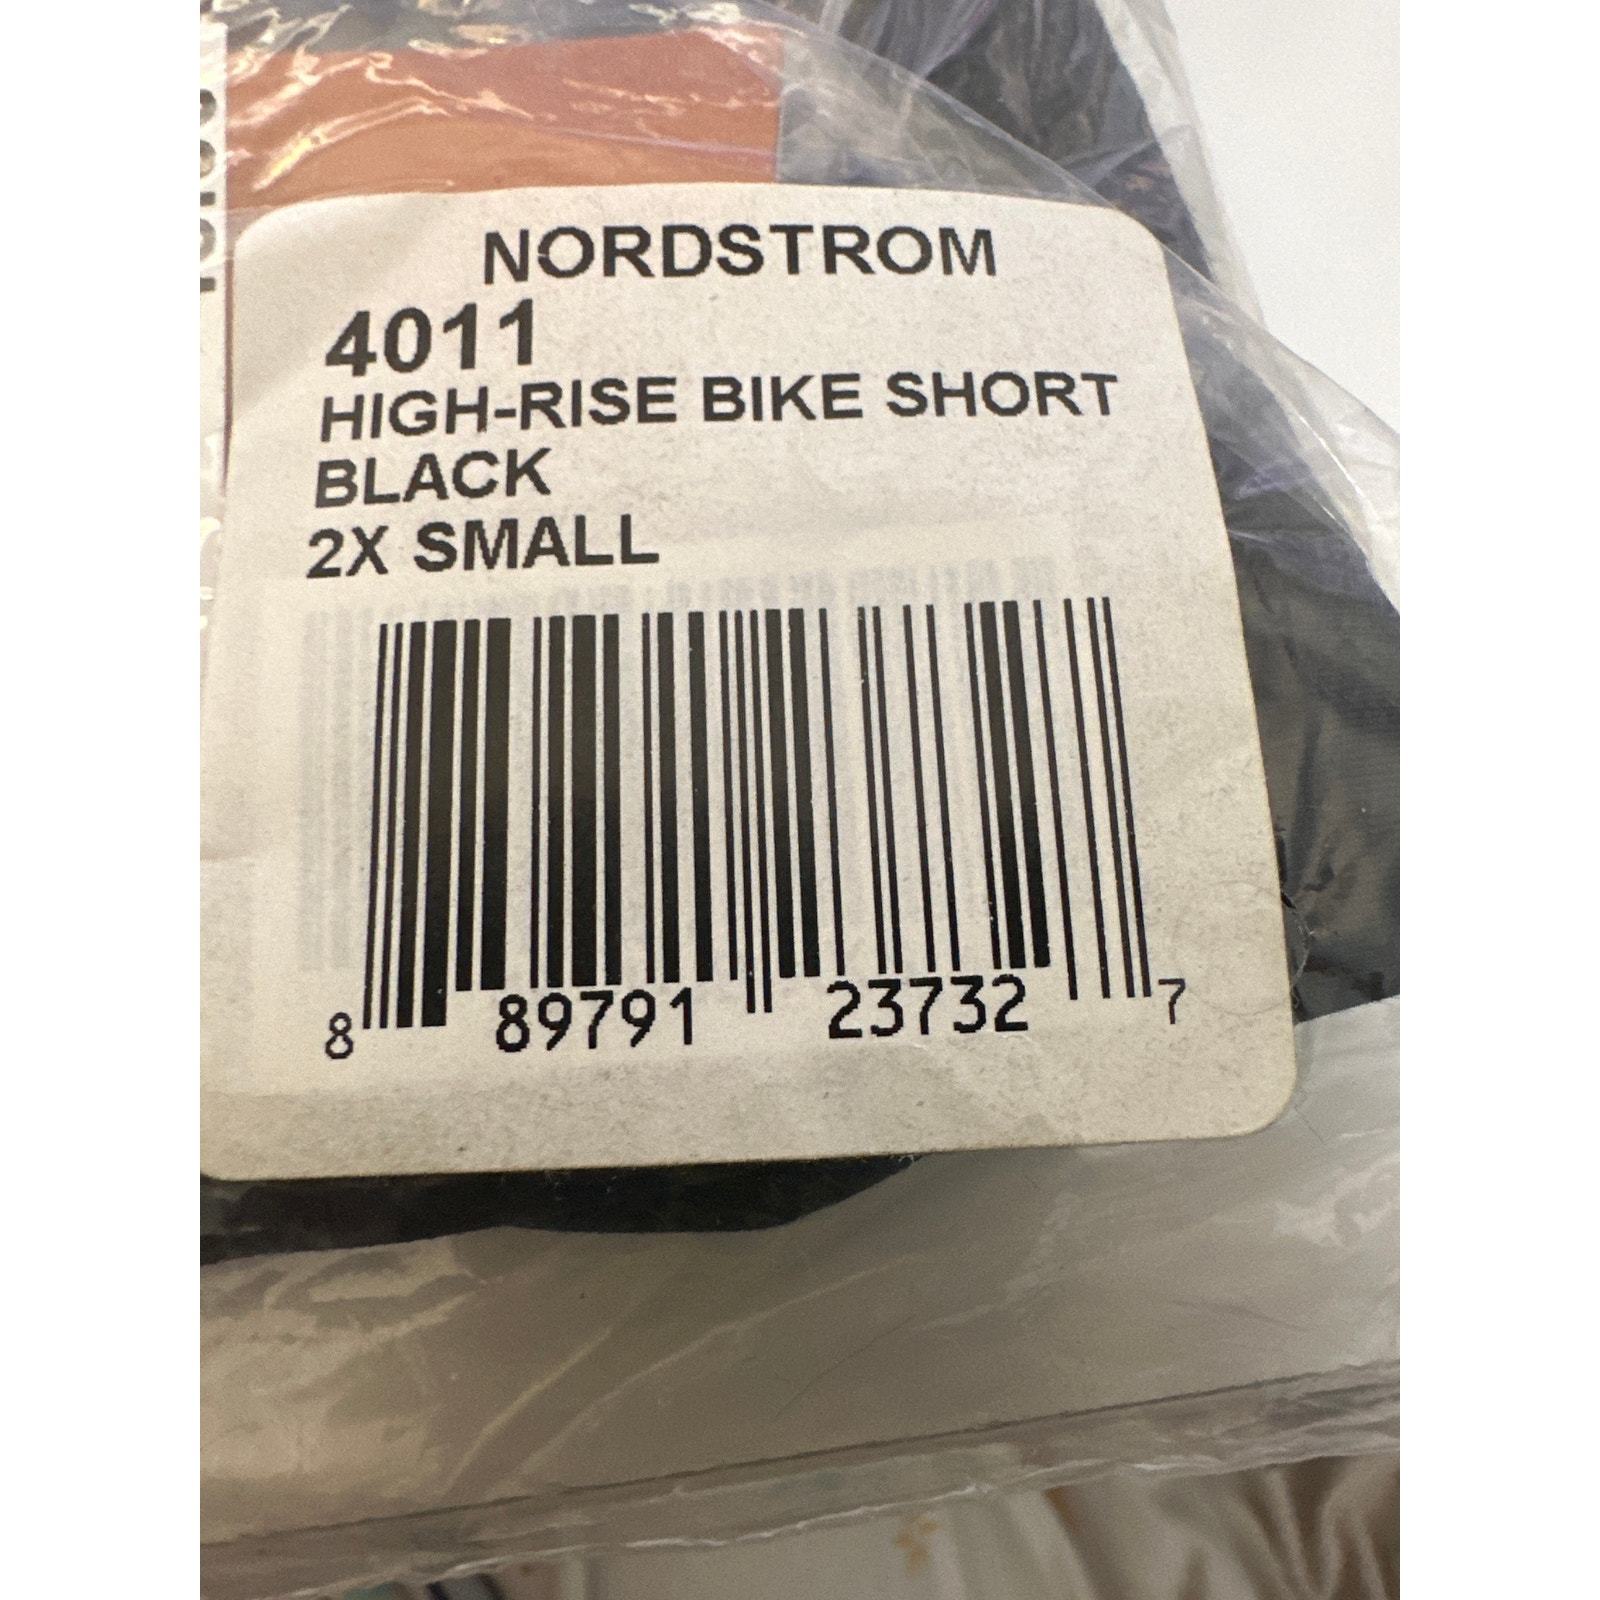 NORDSTROM
4011
HIGH-RISE BIKE SHORT
BLACK
2X SMALL
8 89791 23732 7